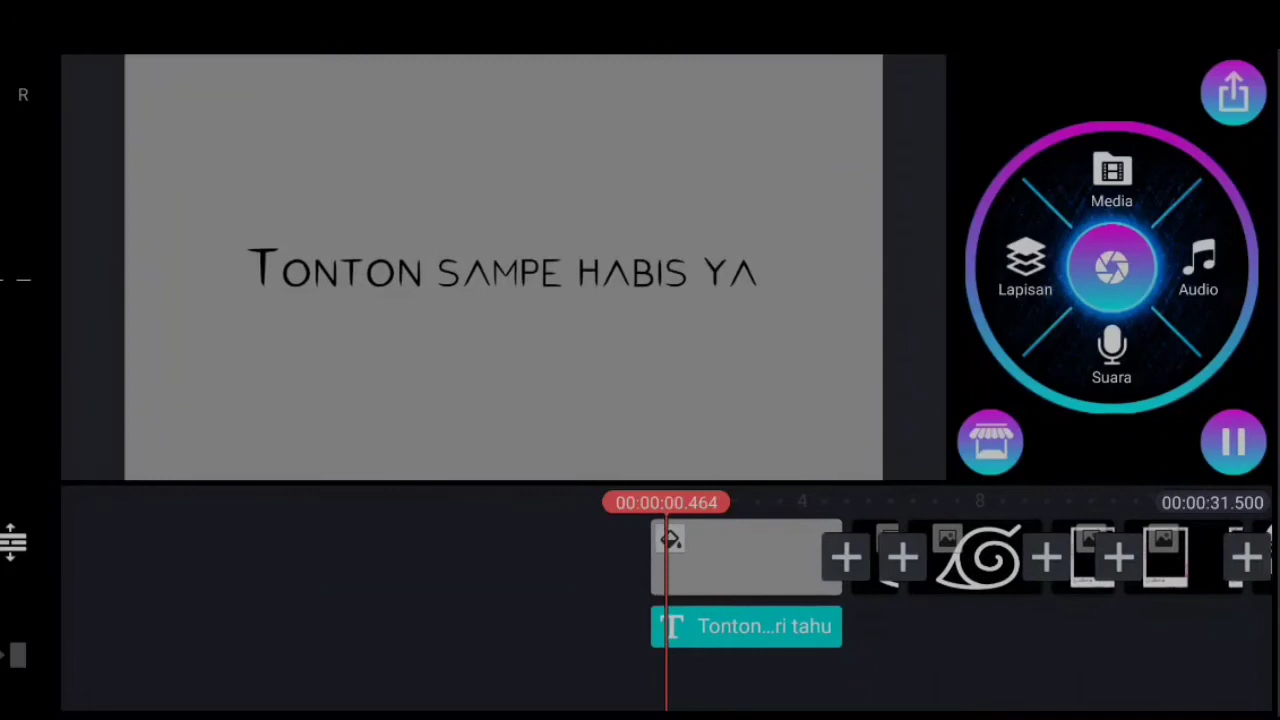 R
Tonton sampe habis ya
Media
Lapisan
Audio
Suara
00:00:00.464
4
8
00:00:31.500
T Tonton...ri tahu